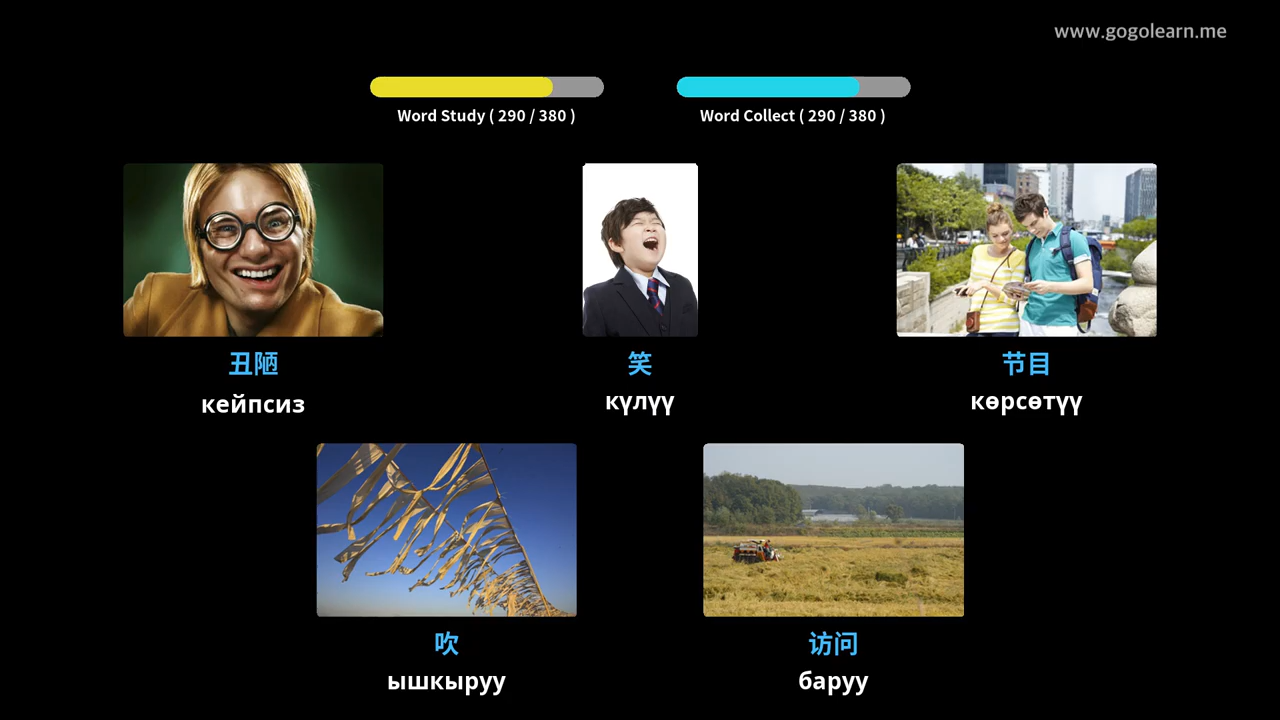 www.gogolearn.me
Word Study ( 290 / 380 )
Word Collect ( 290 / 380 )
丑陋
кейпсиз
笑
күлүү
节目
көрсөтүү
吹
ышкыруу
访问
баруу